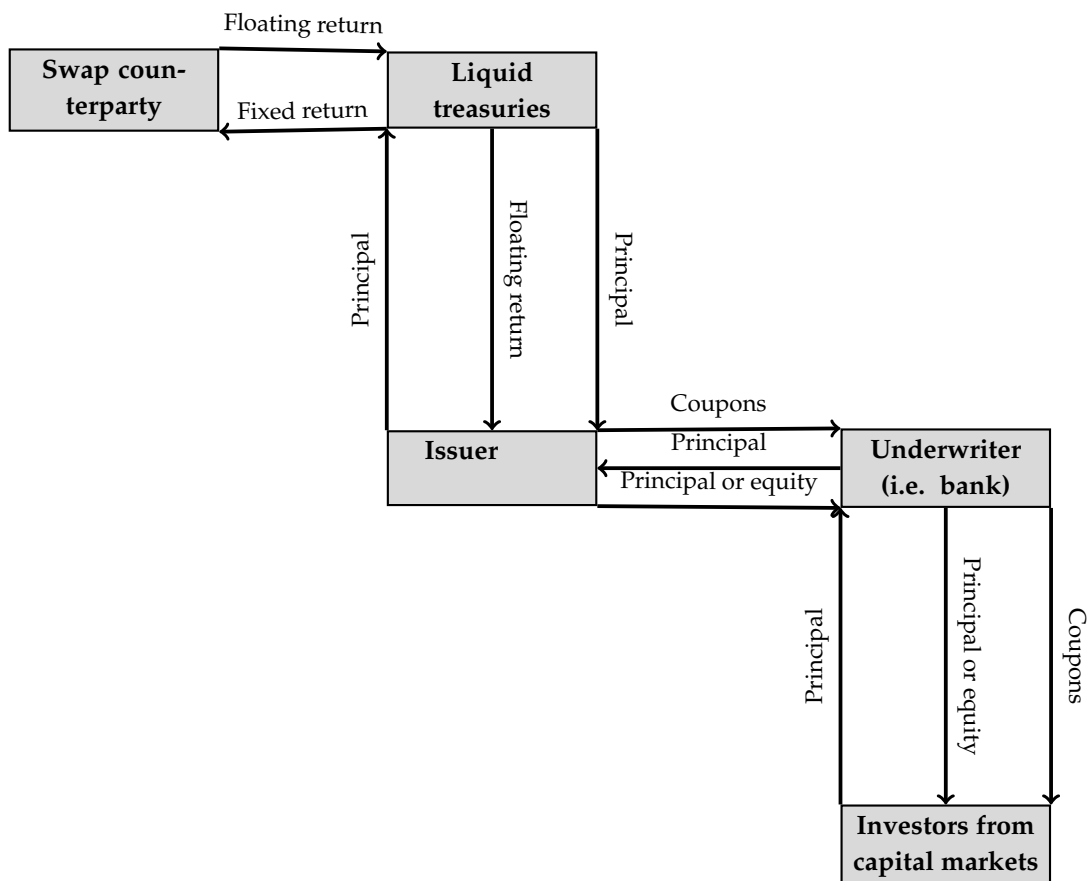 Floating return
Swap coun-
terparty
Liquid
treasuries
Fixed return
Principal
Floating return
Principal
Coupons
Issuer
Principal
Underwriter
(i.e. bank)
Principal or equity
Principal
Principal or equity
Coupons
Investors from
capital markets